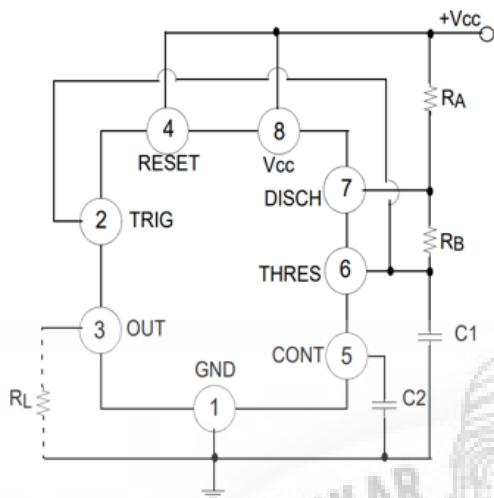 +Vcc
RA
4
8
RESET
Vcc
7
DISCH
2
TRIG
RB
6
THRES
3
OUT
C1
5
CONT
GND
RL
1
C2